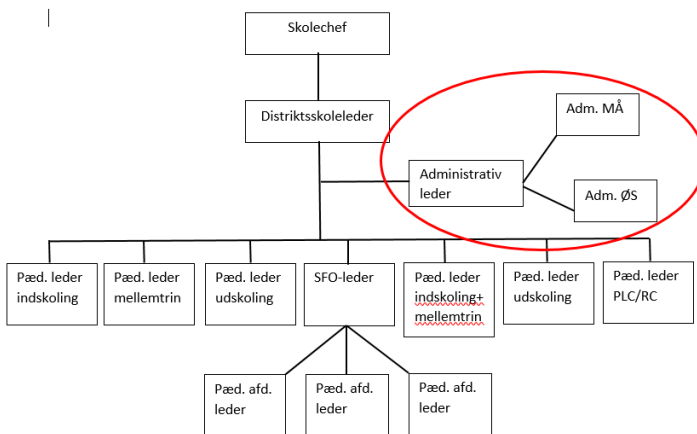 Skolechef
Distriktsskoleleder
Adm. MÅ
Administrativ
leder
Adm. ØS
Pæd. leder
indskoling
Pæd. leder
mellemtrin
Pæd. leder
udskoling
SFO-leder
Pæd. leder
indskoling+
mellemtrin
Pæd. leder
udskoling
Pæd. leder
PLC/RC
Pæd. afd.
leder
Pæd. afd.
leder
Pæd. afd.
leder